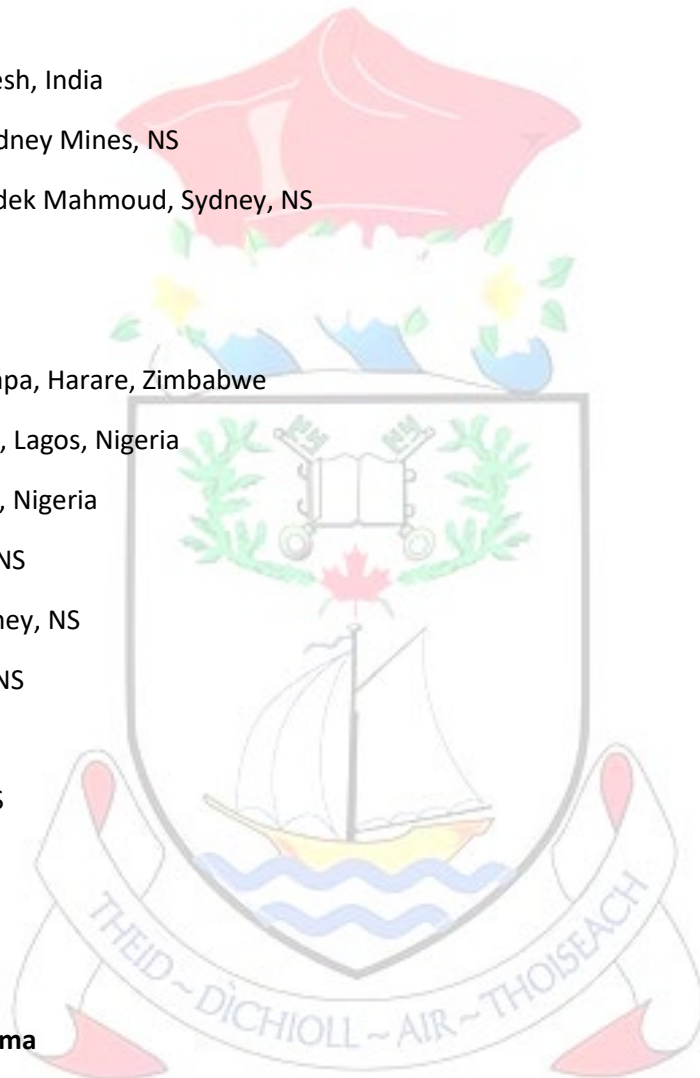 esh, India
dney Mines, NS
dek Mahmoud, Sydney, NS
apa, Harare, Zimbabwe
, Lagos, Nigeria
, Nigeria
NS
ney, NS
NS
S
THEID ~ DÌCHIOLL ~ AIR ~ THOISEACH
ma